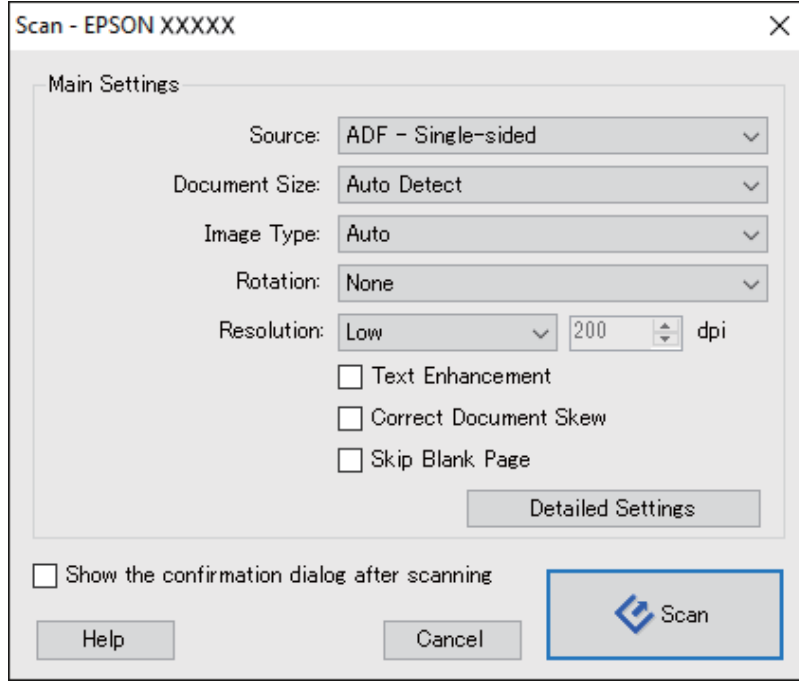 Scan - EPSON XXXXX
Main Settings
Source: ADF - Single-sided
Document Size: Auto Detect
Image Type: Auto
Rotation: None
Resolution: Low 200 dpi
Text Enhancement
Correct Document Skew
Skip Blank Page
Detailed Settings
Show the confirmation dialog after scanning
Scan
Help Cancel